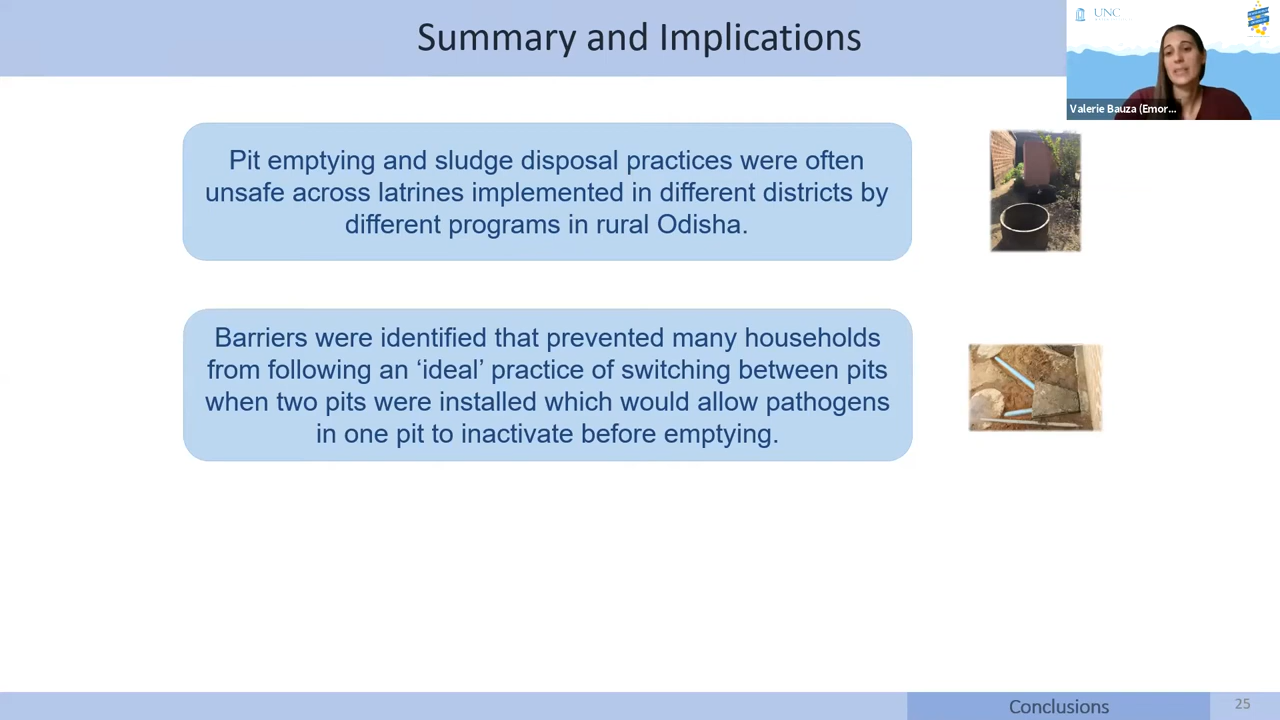 Summary and Implications
UNC
Valerie Bauza (Emor...
Pit emptying and sludge disposal practices were often
unsafe across latrines implemented in different districts by
different programs in rural Odisha.
Barriers were identified that prevented many households
from following an ‘ideal’ practice of switching between pits
when two pits were installed which would allow pathogens
in one pit to inactivate before emptying.
Conclusions
25